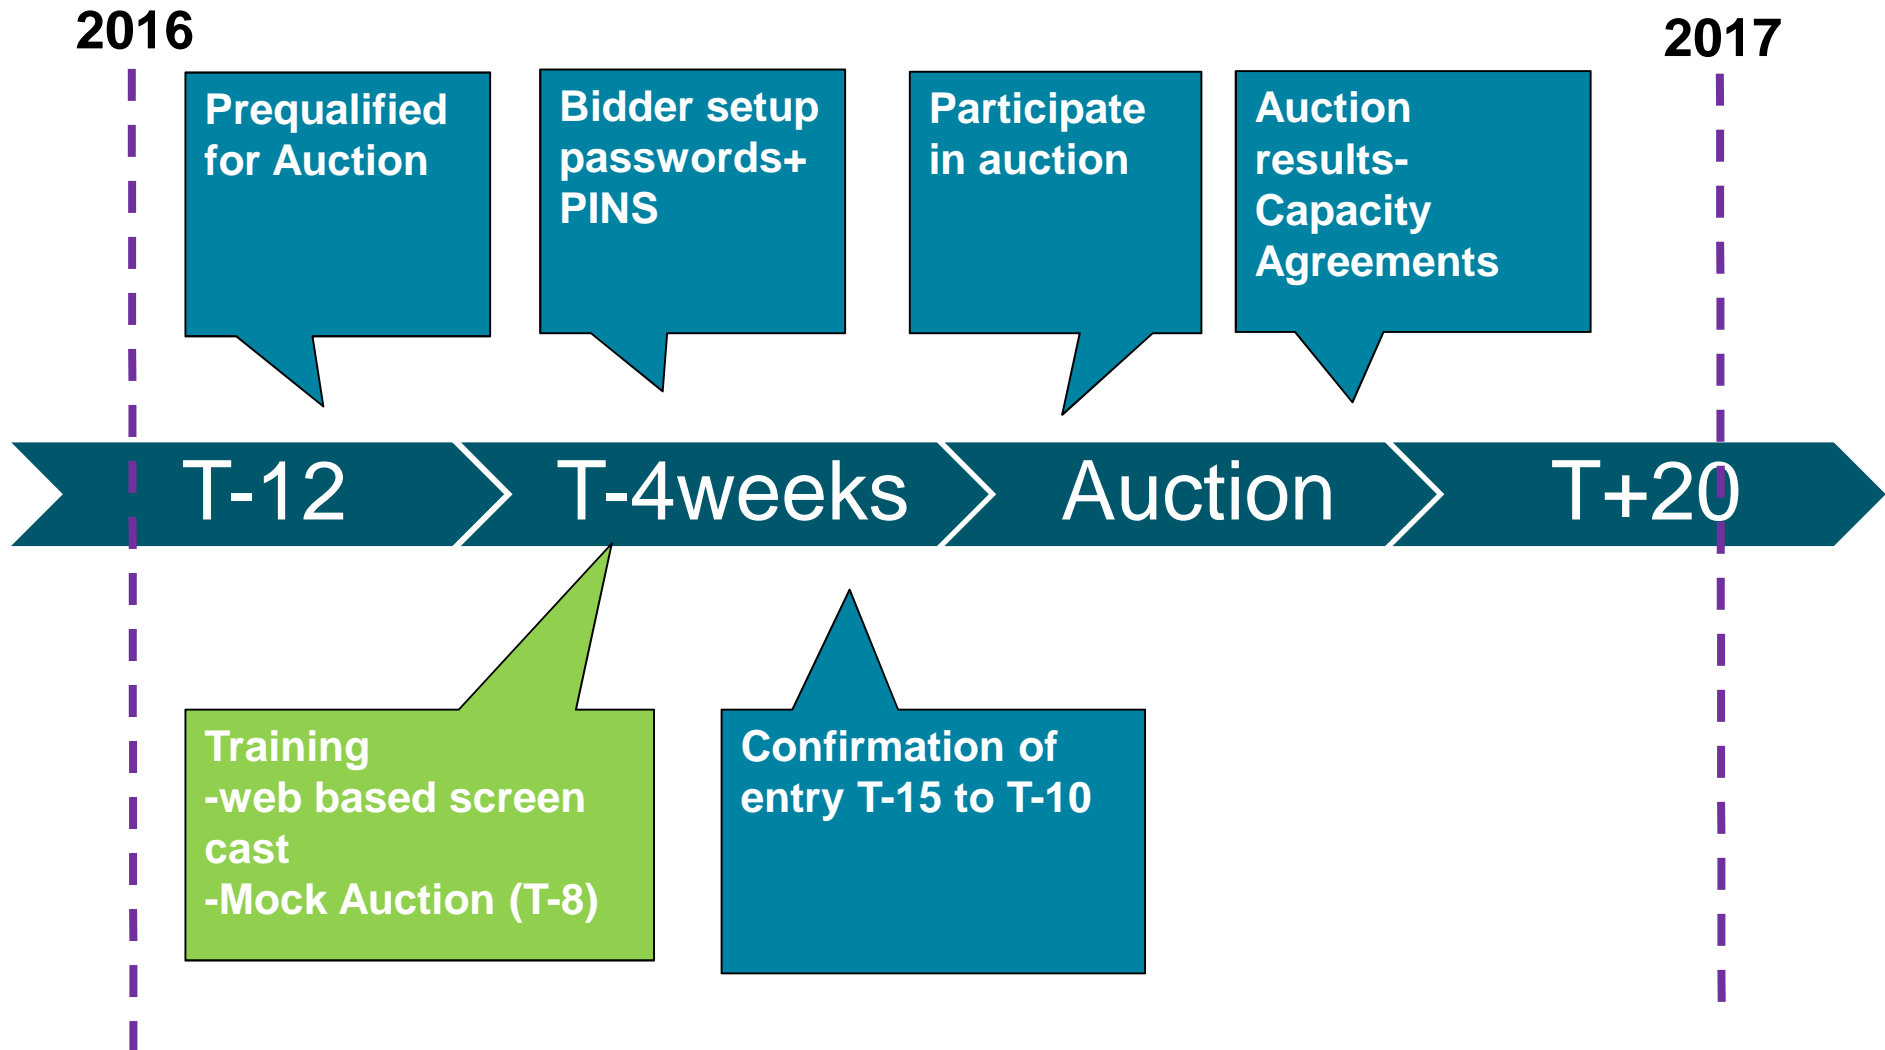 2016
2017
Prequalified
for Auction
Bidder setup
passwords+
PINS
Participate
in auction
Auction
results-
Capacity
Agreements
T-12
T-4weeks
Auction
T+20
Training
-web based screen
cast
-Mock Auction (T-8)
Confirmation of
entry T-15 to T-10